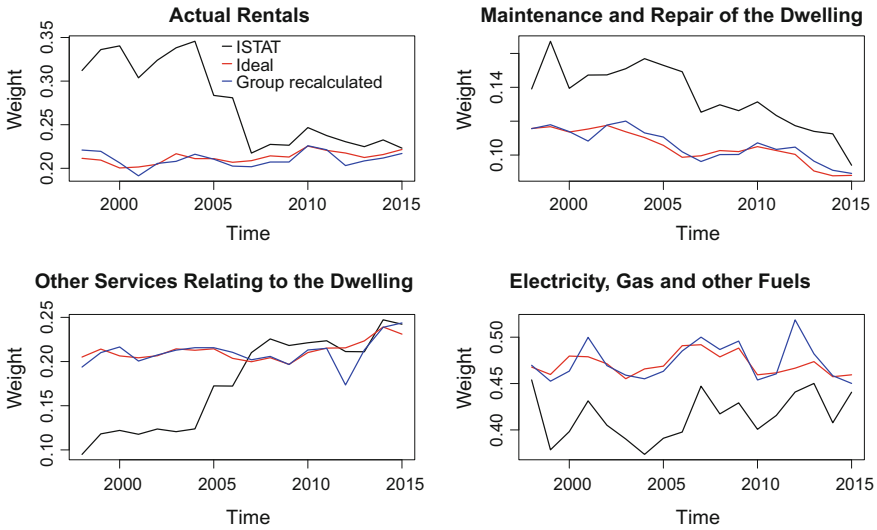 Actual Rentals
Weight
0.20 0.25 0.30 0.35
ISTAT
Ideal
Group recalculated
2000 2005 2010 2015
Time
Maintenance and Repair of the Dwelling
Weight
0.10 0.14
2000 2005 2010 2015
Time
Other Services Relating to the Dwelling
Weight
0.10 0.15 0.20 0.25
2000 2005 2010 2015
Time
Electricity, Gas and other Fuels
Weight
0.40 0.45 0.50
2000 2005 2010 2015
Time